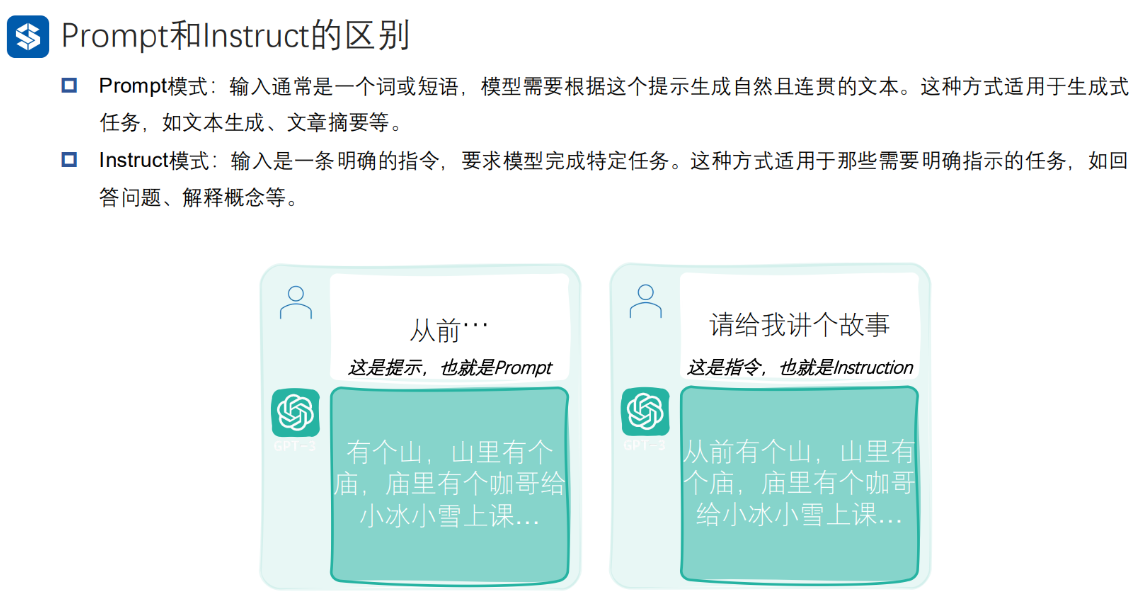 Prompt和Instruct的区别
Prompt模式：输入通常是一个词或短语，模型需要根据这个提示生成自然且连贯的文本。这种方式适用于生成式
任务，如文本生成、文章摘要等。
Instruct模式：输入是一条明确的指令，要求模型完成特定任务。这种方式适用于那些需要明确指示的任务，如回
答问题、解释概念等。
从前…
这是提示，也就是Prompt
GPT-3
有个山，山里有个
庙，庙里有个咖哥给
小冰小雪上课…
请给我讲个故事
这是指令，也就是Instruction
GPT-3
从前有个山，山里有
个庙，庙里有个咖哥
给小冰小雪上课…